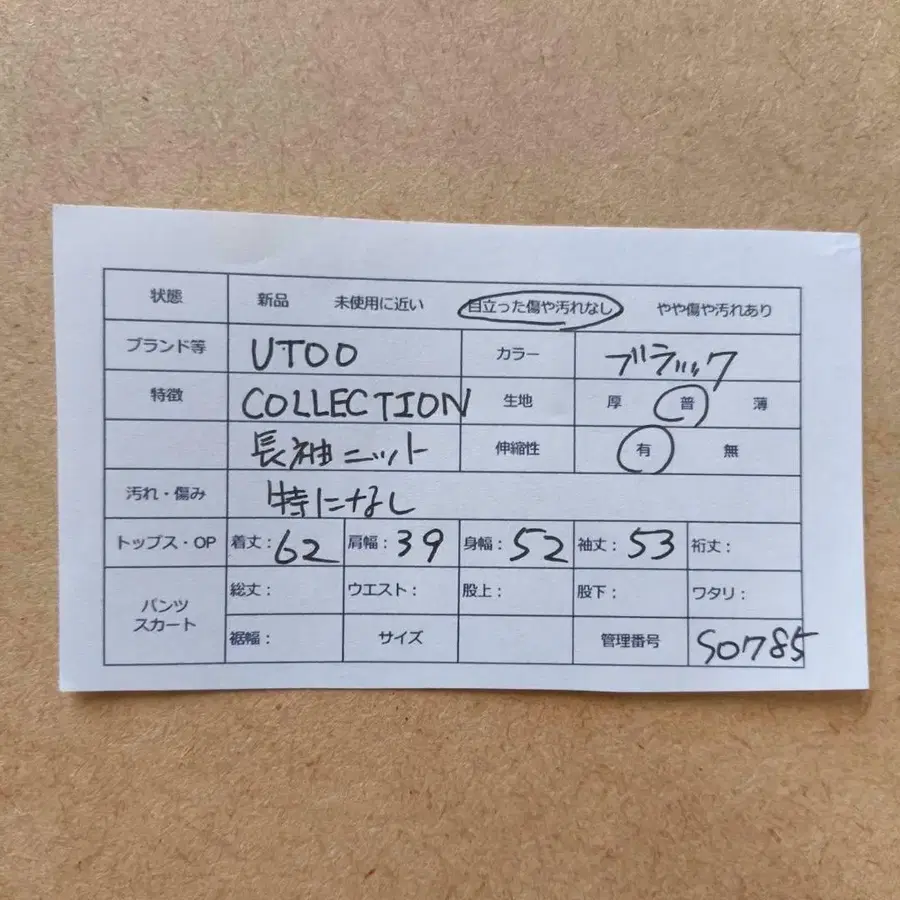 状態 新品 未使用に近い 目立った傷や汚れなし やや傷や汚れあり
ブランド等 UTOO カラー ブラック
特徴 COLLECTION 生地 厚 普 薄
長袖ニット 伸縮性 有 無
汚れ・傷み 特になし
トップス・OP 着丈：62 肩幅：39 身幅：52 袖丈：53 裄丈：
パンツ スカート 総丈： ウエスト： 股上： 股下： ワタリ：
裾幅： サイズ 管理番号 S0785